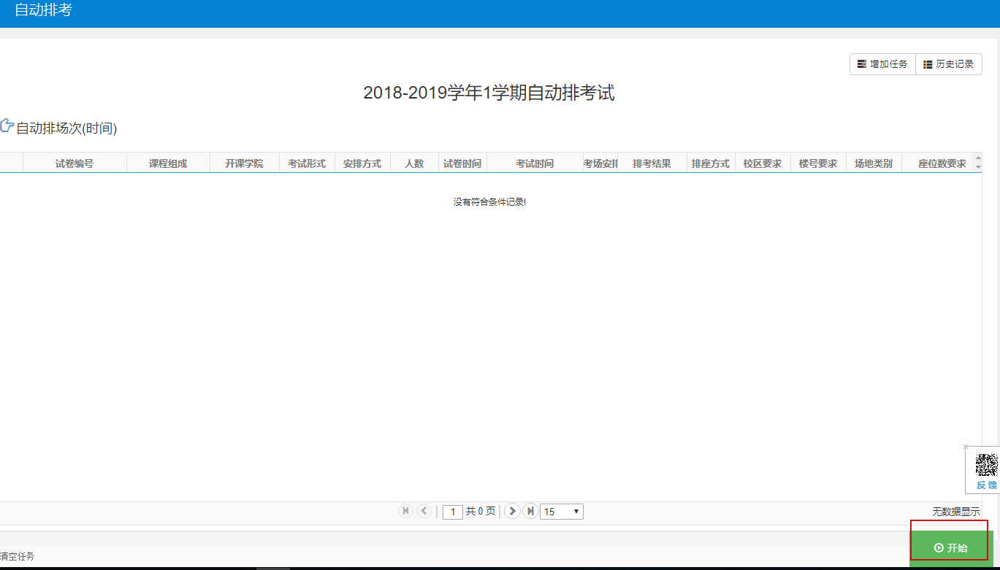 自动排考
增加任务 历史记录
2018-2019学年1学期自动排考试
自动排场次(时间)
试卷编号 课程组成 开课学院 考试形式 安排方式 人数 试卷时间 考试时间 考场安排 排考结果 排座方式 校区要求 楼号要求 场地类别 座位数要求
没有符合条件记录!
反馈
1 共 0 页 15 无数据显示
开始
清空任务